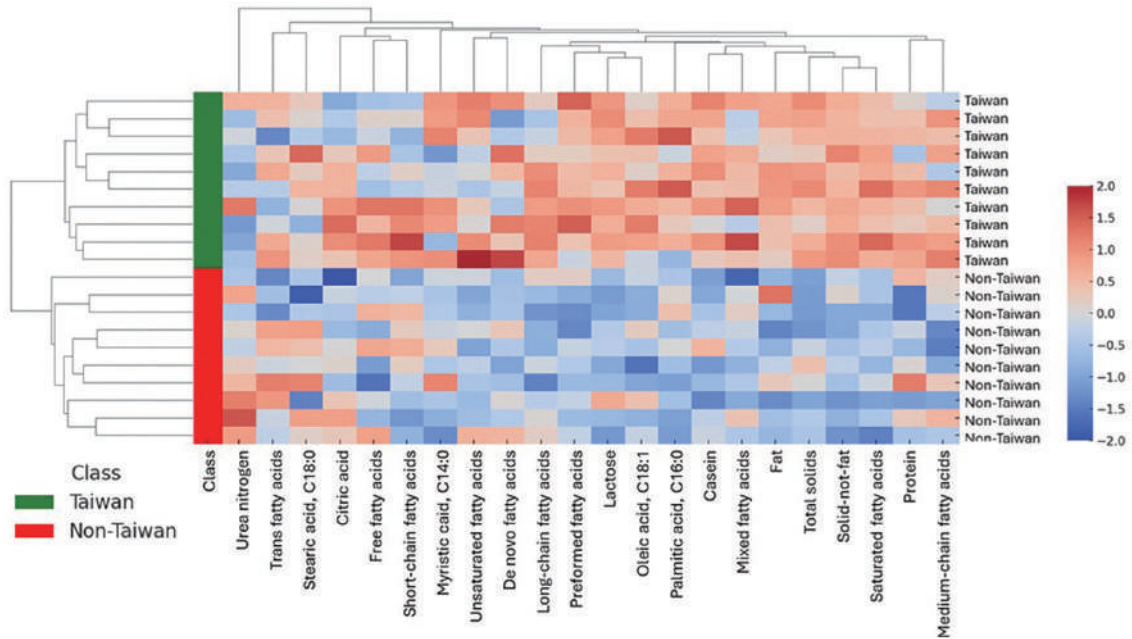 Taiwan
Taiwan
Taiwan
Taiwan
Taiwan
Taiwan
Taiwan
Taiwan
Taiwan
Taiwan
Non-Taiwan
Non-Taiwan
Non-Taiwan
Non-Taiwan
Non-Taiwan
Non-Taiwan
Non-Taiwan
Non-Taiwan
Non-Taiwan
Non-Taiwan
2.0
1.5
1.0
0.5
0.0
−0.5
−1.0
−1.5
−2.0
Class
Urea nitrogen
Trans fatty acids
Stearic acid, C18:0
Citric acid
Free fatty acids
Short-chain fatty acids
Myristic caid, C14:0
Unsaturated fatty acids
De novo fatty acids
Long-chain fatty acids
Preformed fatty acids
Lactose
Oleic acid, C18:1
Palmitic acid, C16:0
Casein
Mixed fatty acids
Fat
Total solids
Solid-not-fat
Saturated fatty acids
Protein
Medium-chain fatty acids
Class
Taiwan
Non-Taiwan